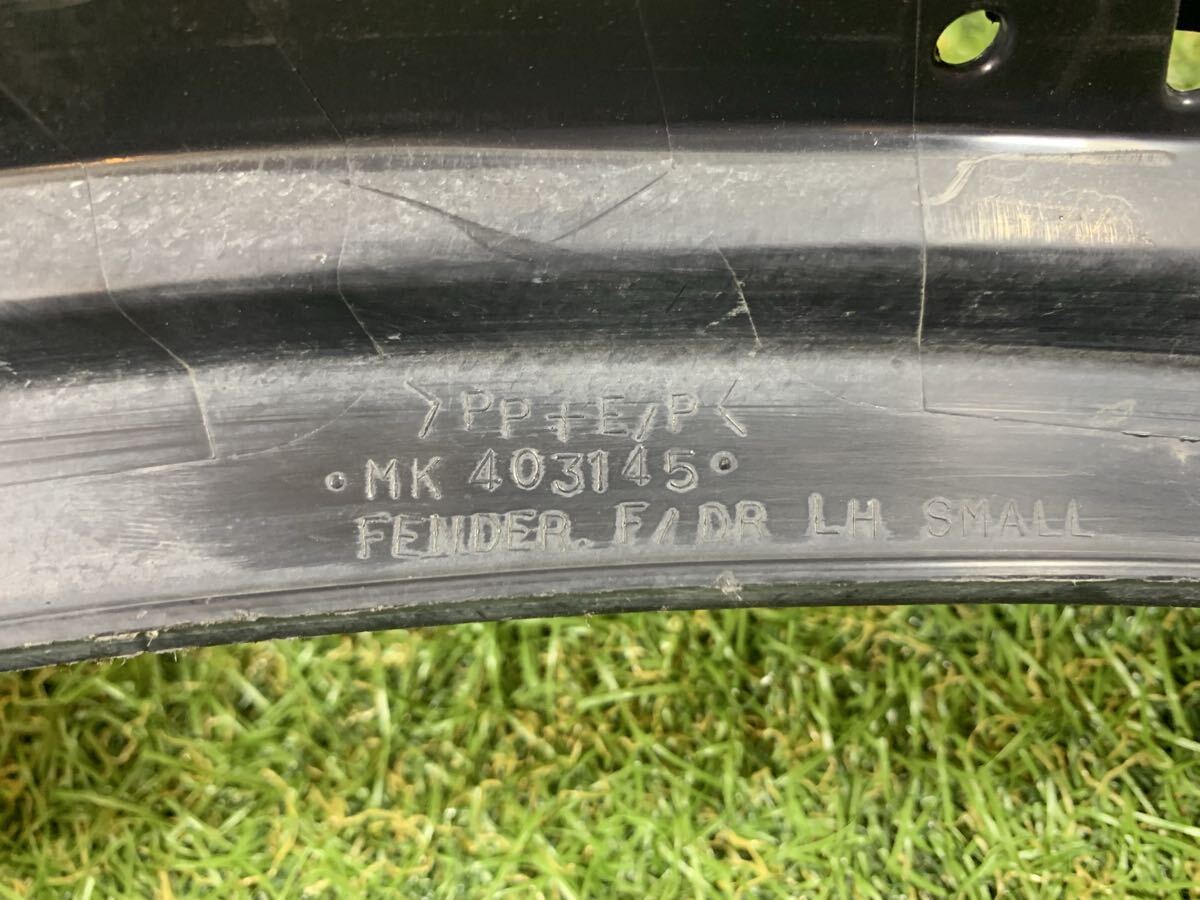 >PP+E/P<
MK 403145
FENDER. F/DR LH SMALL